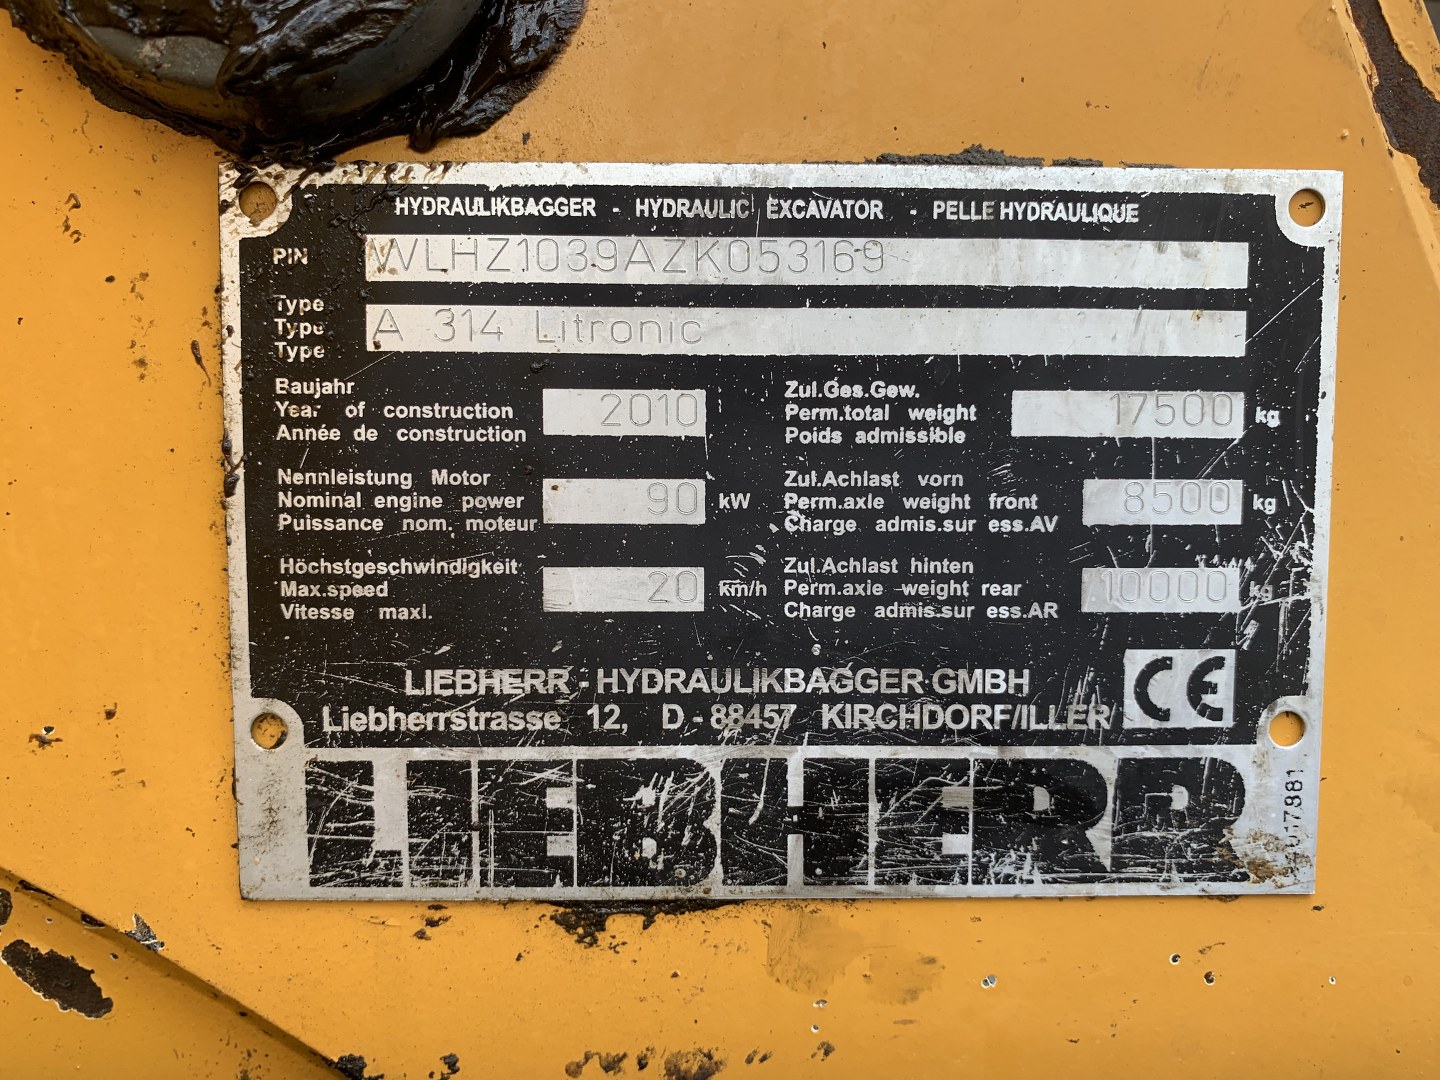 HYDRAULIKBAGGER - HYDRAULIC EXCAVATOR - PELLE HYDRAULIQUE
PIN WLHZ1039AZK053169
Type
Type A 314 Litronic
Type
Baujahr
Year of construction 2010
Année de construction
Zul.Ges.Gew.
Perm.total weight 17500 kg
Poids admissible
Nennleistung Motor
Nominal engine power 90 kW
Puissance nom. moteur
Zul.Achlast vorn
Perm.axle weight front 8500 kg
Charge admis.sur ess.AV
Höchstgeschwindigkeit
Max.speed 20 km/h
Vitesse maxi.
Zul.Achlast hinten
Perm.axle weight rear 10000 kg
Charge admis.sur ess.AR
LIEBHERR - HYDRAULIKBAGGER GMBH
Liebherrstrasse 12, D - 88457 KIRCHDORF/ILLER
CE
LIEBHERR